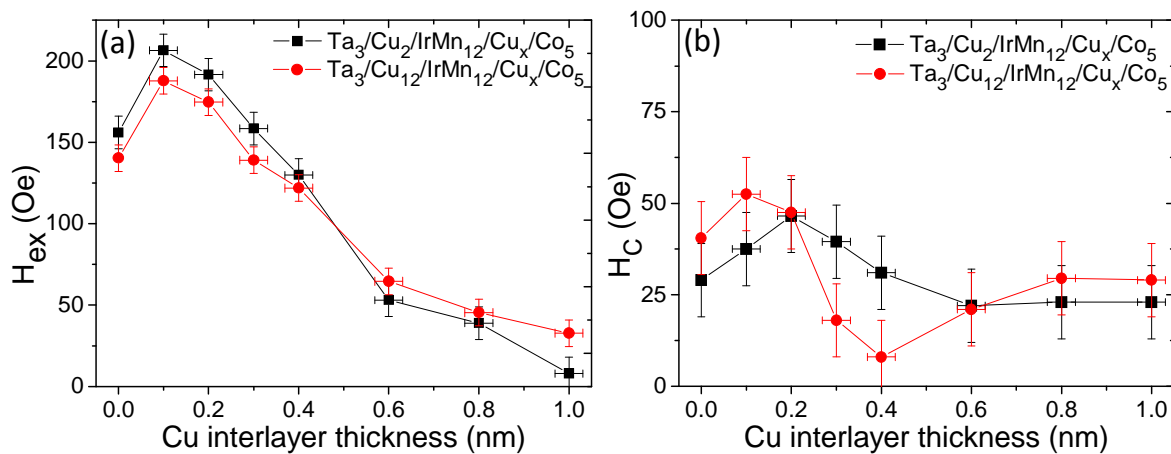 (a)
Ta3/Cu2/IrMn12/Cux/Co5
Ta3/Cu12/IrMn12/Cux/Co5
200
150
100
50
0
Hex (Oe)
0.0 0.2 0.4 0.6 0.8 1.0
Cu interlayer thickness (nm)
(b)
Ta3/Cu2/IrMn12/Cux/Co5
Ta3/Cu12/IrMn12/Cux/Co5
100
75
50
25
0
HC (Oe)
0.0 0.2 0.4 0.6 0.8 1.0
Cu interlayer thickness (nm)